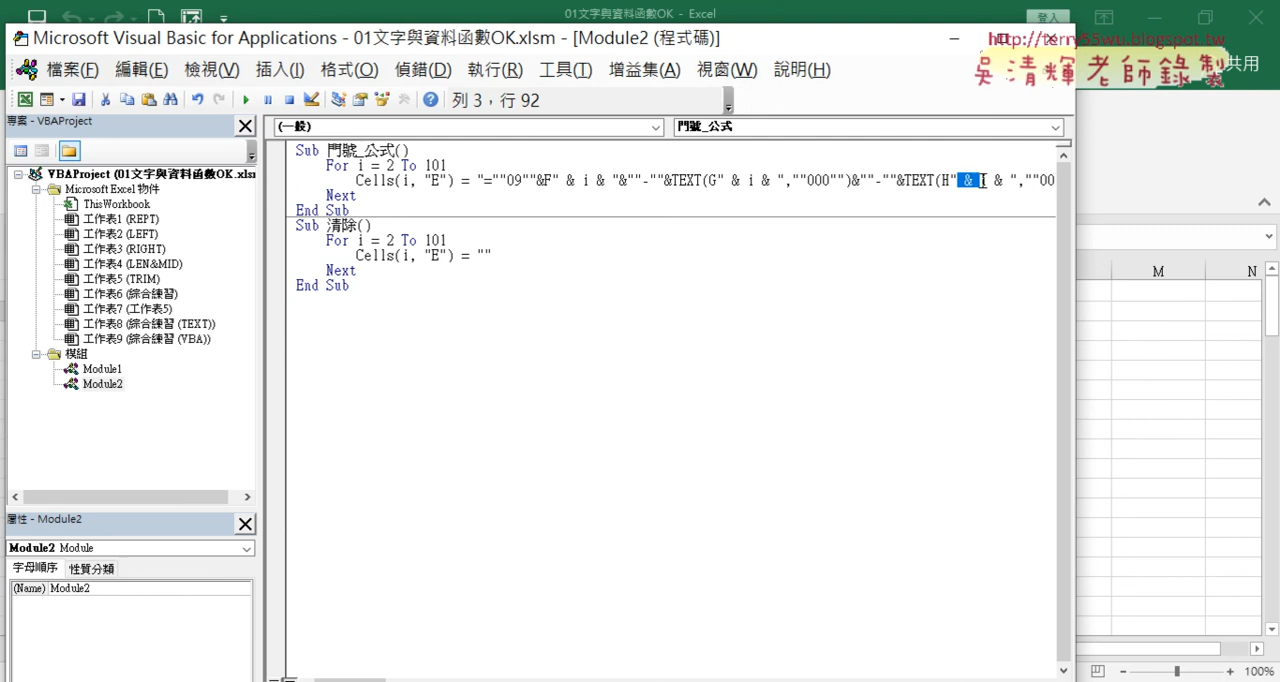 01文字與資料函數OK - Excel
登入
Microsoft Visual Basic for Applications - 01文字與資料函數OK.xlsm - [Module2 (程式碼)]
http://terry55wu.blogspot.tw
吳清輝老師錄製
共用
檔案(F) 編輯(E) 檢視(V) 插入(I) 格式(O) 偵錯(D) 執行(R) 工具(T) 增益集(A) 視窗(W) 說明(H)
列 3，行 92
專案 - VBAProject
(一般)
門號_公式
VBAProject (01文字與資料函數OK.xlsm
Microsoft Excel 物件
ThisWorkbook
工作表1 (REPT)
工作表2 (LEFT)
工作表3 (RIGHT)
工作表4 (LEN&MID)
工作表5 (TRIM)
工作表6 (綜合練習)
工作表7 (工作表5)
工作表8 (綜合練習 (TEXT))
工作表9 (綜合練習 (VBA))
模組
Module1
Module2
Sub 門號_公式()
For i = 2 To 101
Cells(i, "E") = "=""09""&F" & i & "&""-""&TEXT(G" & i & ",""000"")&""-""&TEXT(H" & i & ",""00
Next
End Sub
Sub 清除()
For i = 2 To 101
Cells(i, "E") = ""
Next
End Sub
屬性 - Module2
Module2 Module
字母順序 性質分類
(Name) Module2
M N
100%